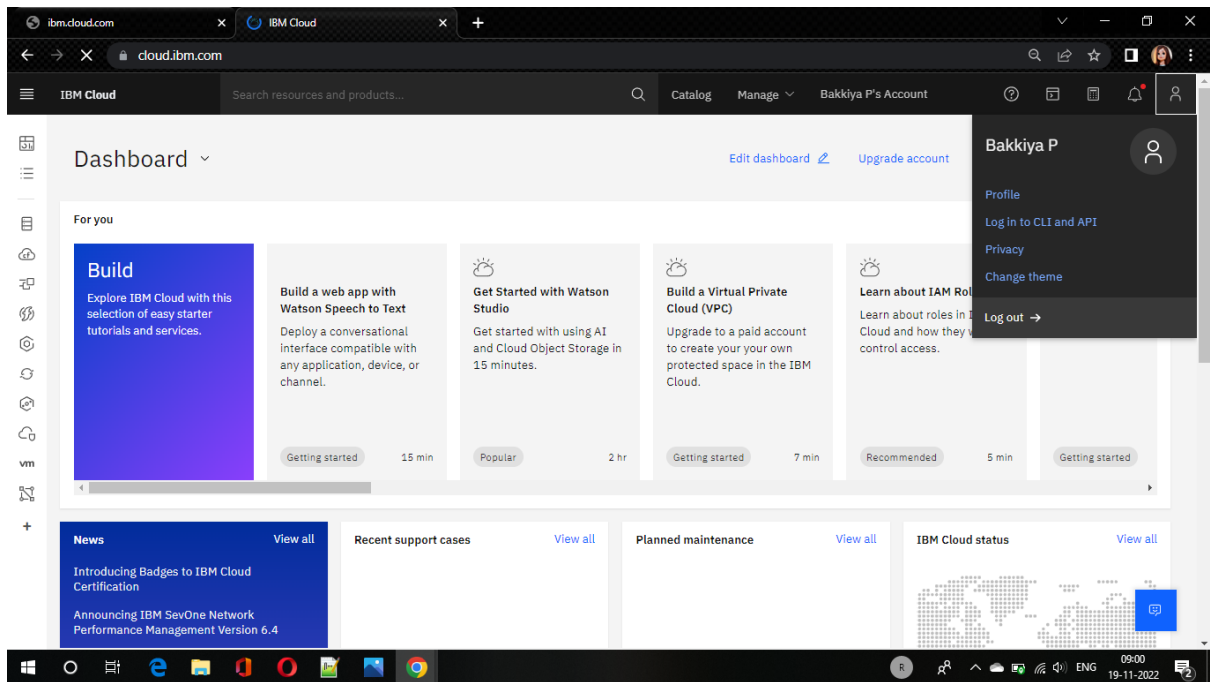 ibm.cloud.com
IBM Cloud
cloud.ibm.com
IBM Cloud
Search resources and products...
Catalog
Manage
Bakkiya P's Account
Dashboard
Edit dashboard
Upgrade account
Bakkiya P
Profile
Log in to CLI and API
Privacy
Change theme
Log out →
For you
Build
Explore IBM Cloud with this
selection of easy starter
tutorials and services.
Build a web app with
Watson Speech to Text
Deploy a conversational
interface compatible with
any application, device, or
channel.
Getting started
15 min
Get Started with Watson
Studio
Get started with using AI
and Cloud Object Storage in
15 minutes.
Popular
2 hr
Build a Virtual Private
Cloud (VPC)
Upgrade to a paid account
to create your your own
protected space in the IBM
Cloud.
Getting started
7 min
Learn about IAM Rol
Learn about roles in
Cloud and how they
control access.
Recommended
5 min
Getting started
vm
News
View all
Introducing Badges to IBM Cloud
Certification
Announcing IBM SevOne Network
Performance Management Version 6.4
Recent support cases
View all
Planned maintenance
View all
IBM Cloud status
View all
R
ENG
09:00
19-11-2022
2